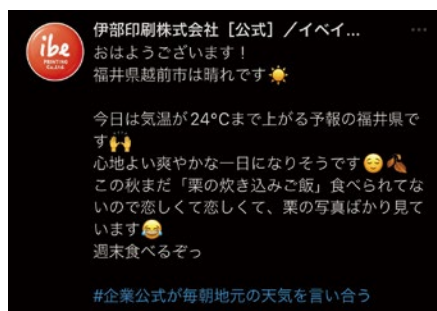 ibe
PRINTING
Co.,Ltd.
伊部印刷株式会社［公式］／イベイ...
おはようございます！
福井県越前市は晴れです☀️
今日は気温が24°Cまで上がる予報の福井県で
す🙌
心地よい爽やかな一日になりそうです😌🍂
この秋まだ「栗の炊き込みご飯」食べられてな
いので恋しくて恋しくて、栗の写真ばかり見て
います😂
週末食べるぞっ
#企業公式が毎朝地元の天気を言い合う